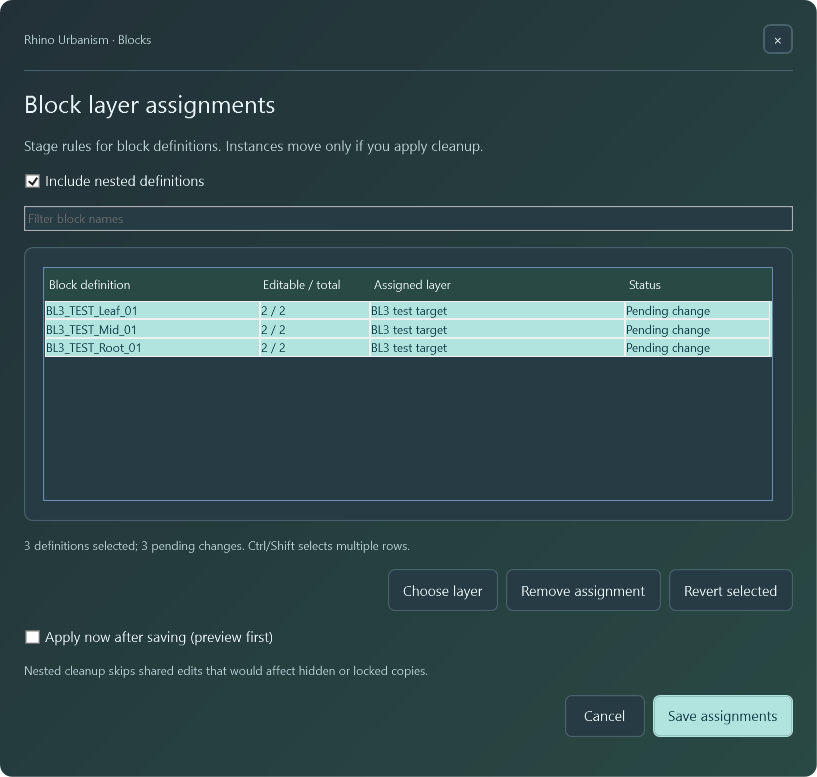 Rhino Urbanism · Blocks
×
Block layer assignments
Stage rules for block definitions. Instances move only if you apply cleanup.
Include nested definitions
Filter block names
Block definition Editable / total Assigned layer Status
BL3_TEST_Leaf_01 2 / 2 BL3 test target Pending change
BL3_TEST_Mid_01 2 / 2 BL3 test target Pending change
BL3_TEST_Root_01 2 / 2 BL3 test target Pending change
3 definitions selected; 3 pending changes. Ctrl/Shift selects multiple rows.
Choose layer Remove assignment Revert selected
Apply now after saving (preview first)
Nested cleanup skips shared edits that would affect hidden or locked copies.
Cancel Save assignments